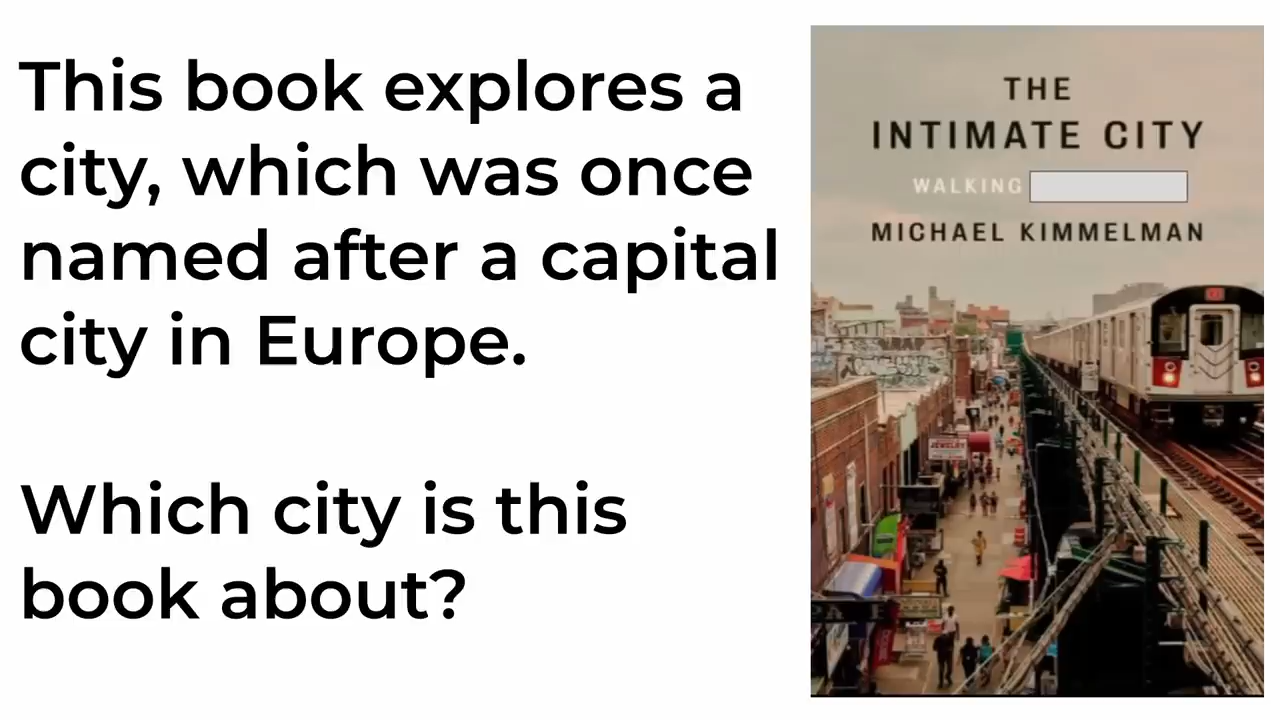 This book explores a
city, which was once
named after a capital
city in Europe.
Which city is this
book about?
THE
INTIMATE CITY
WALKING
MICHAEL KIMMELMAN
JEWELRY